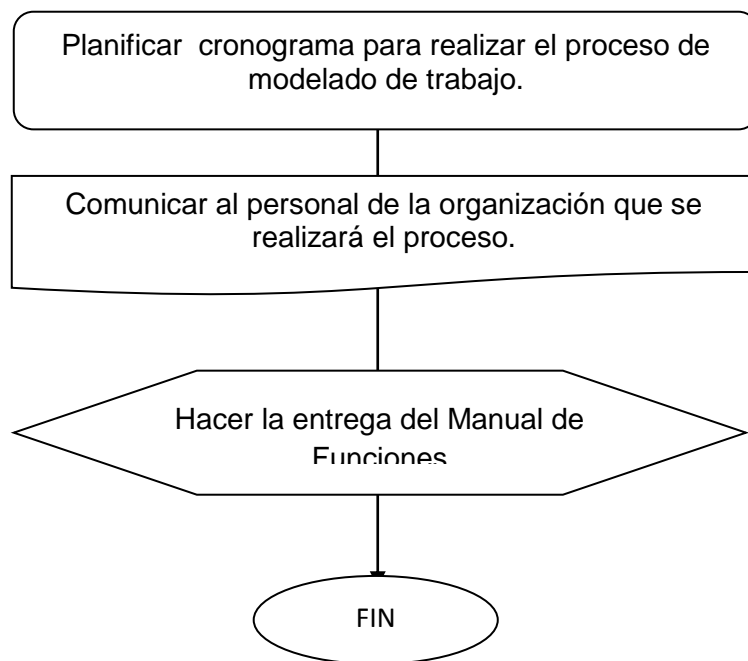 Planificar  cronograma para realizar el proceso de
modelado de trabajo.
Comunicar al personal de la organización que se
realizará el proceso.
Hacer la entrega del Manual de
Funciones
FIN